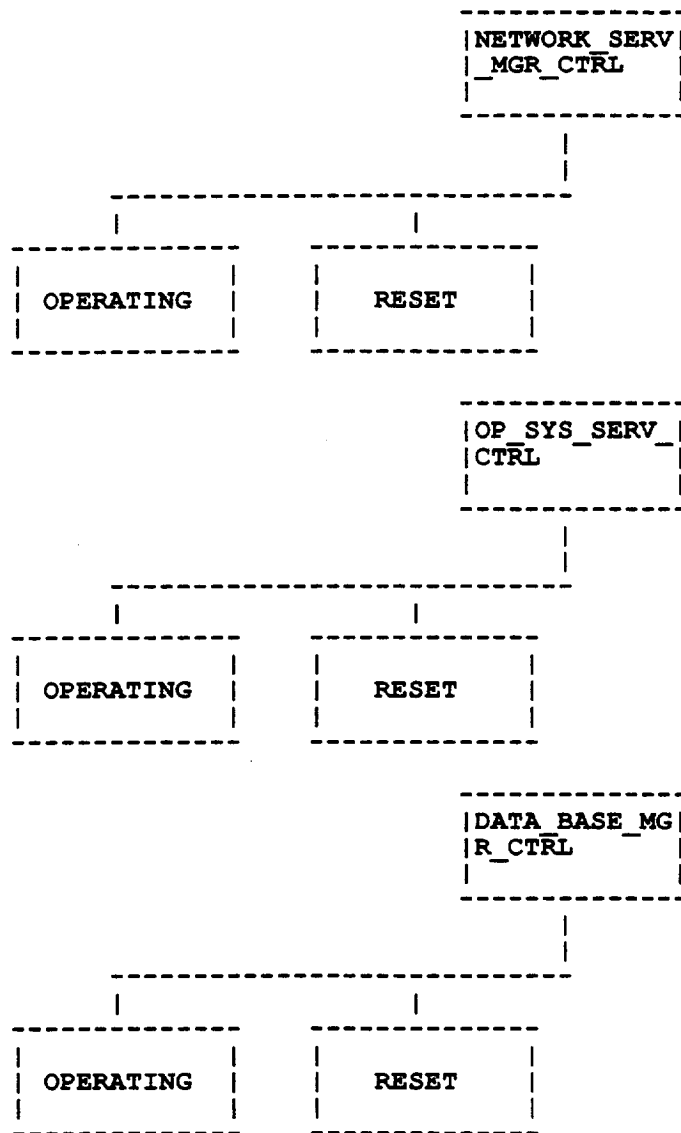 NETWORK_SERV
_MGR_CTRL
OPERATING RESET
OP_SYS_SERV_
CTRL
OPERATING RESET
DATA_BASE_MG
R_CTRL
OPERATING RESET